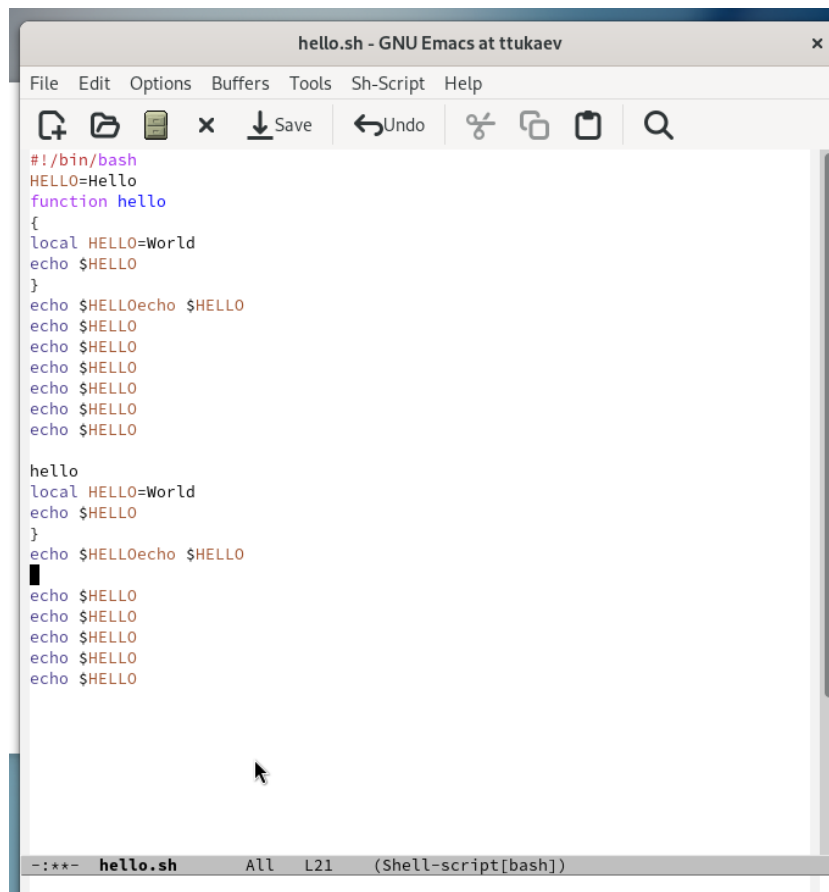 hello.sh - GNU Emacs at ttukaev
File Edit Options Buffers Tools Sh-Script Help
Save Undo
#!/bin/bash
HELLO=Hello
function hello
{
local HELLO=World
echo $HELLO
}
echo $HELLOecho $HELLO
echo $HELLO
echo $HELLO
echo $HELLO
echo $HELLO
echo $HELLO
echo $HELLO
hello
local HELLO=World
echo $HELLO
}
echo $HELLOecho $HELLO
echo $HELLO
echo $HELLO
echo $HELLO
echo $HELLO
echo $HELLO
-:**- hello.sh All L21 (Shell-script[bash])